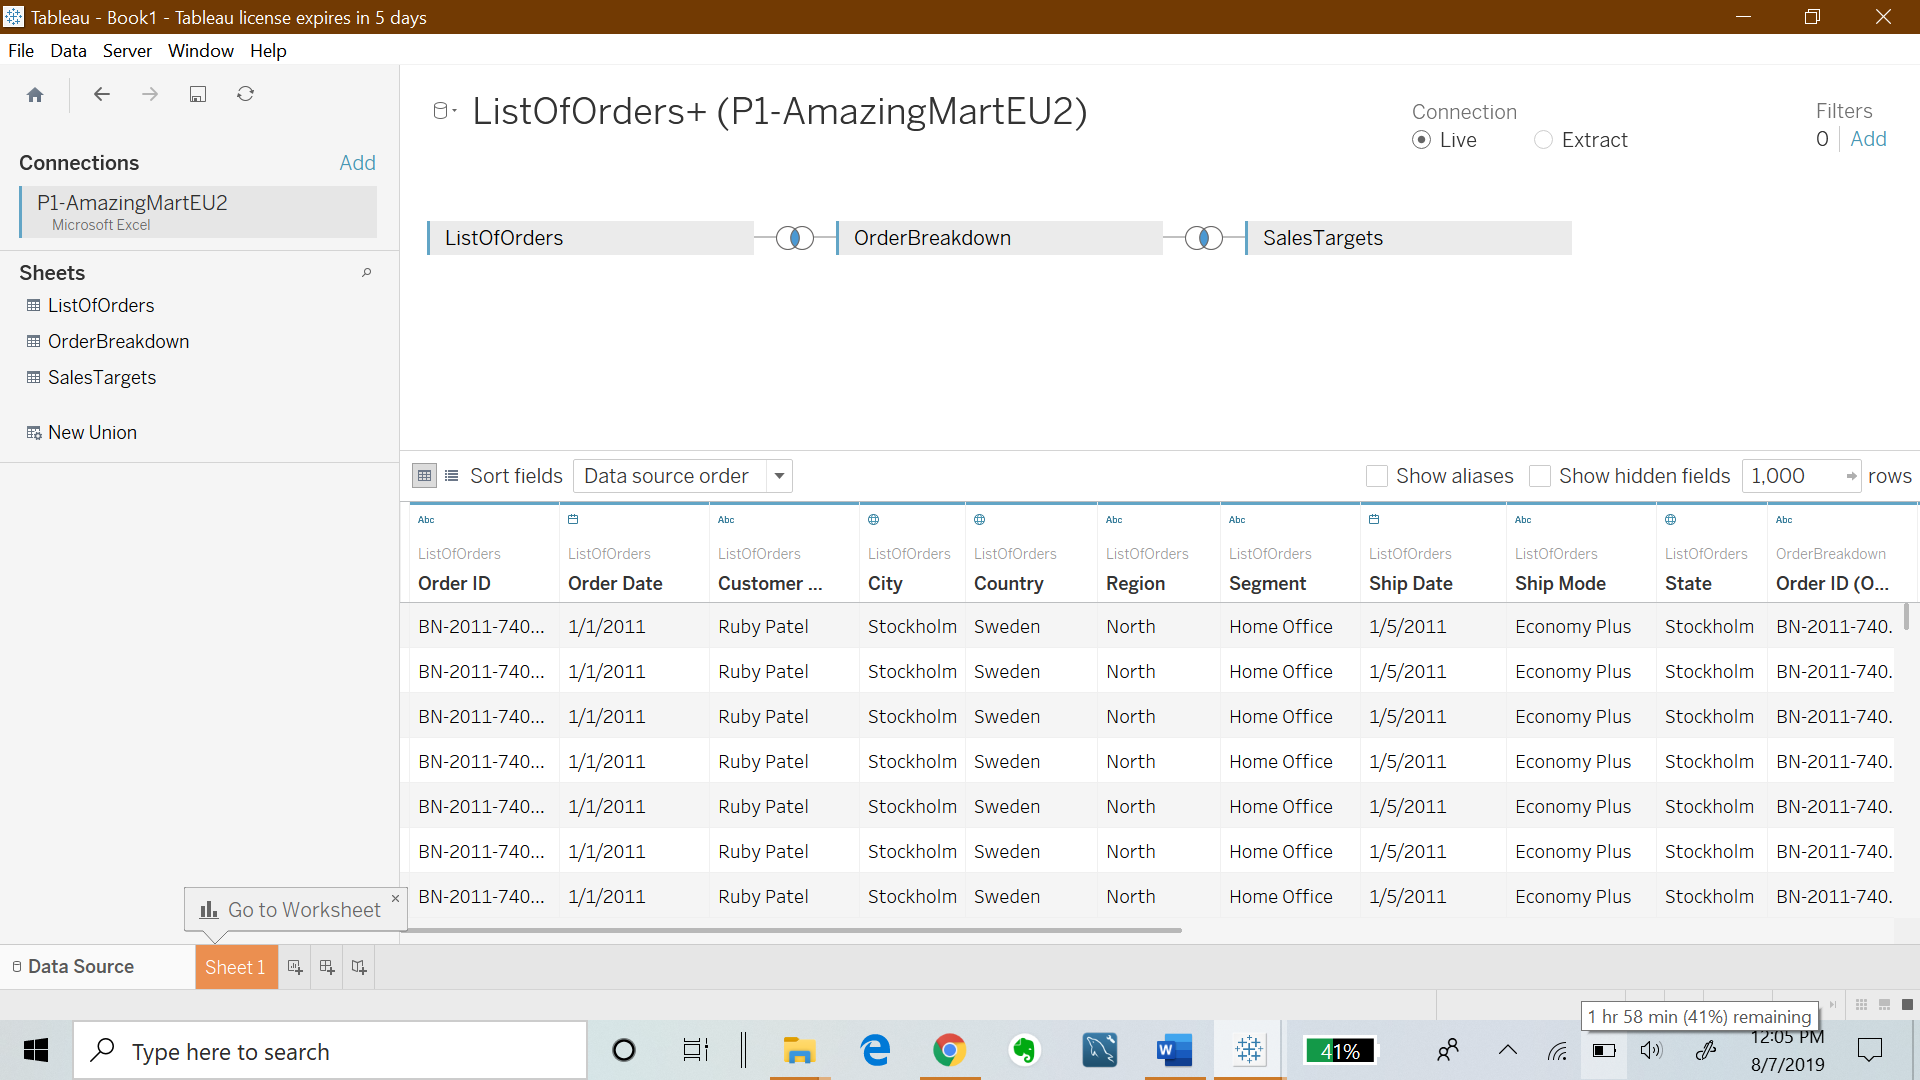 Tableau - Book1 - Tableau license expires in 5 days
File Data Server Window Help
Connections Add
P1-AmazingMartEU2
Microsoft Excel
Sheets
ListOfOrders
OrderBreakdown
SalesTargets
New Union
ListOfOrders+ (P1-AmazingMartEU2)
Connection
Live Extract
Filters
0 Add
ListOfOrders OrderBreakdown SalesTargets
Sort fields Data source order Show aliases Show hidden fields 1,000 rows
Abc Abc Abc Abc Abc Abc
ListOfOrders ListOfOrders ListOfOrders ListOfOrders ListOfOrders ListOfOrders ListOfOrders ListOfOrders ListOfOrders ListOfOrders OrderBreakdown
Order ID Order Date Customer ... City Country Region Segment Ship Date Ship Mode State Order ID (O...
BN-2011-740... 1/1/2011 Ruby Patel Stockholm Sweden North Home Office 1/5/2011 Economy Plus Stockholm BN-2011-740.
BN-2011-740... 1/1/2011 Ruby Patel Stockholm Sweden North Home Office 1/5/2011 Economy Plus Stockholm BN-2011-740.
BN-2011-740... 1/1/2011 Ruby Patel Stockholm Sweden North Home Office 1/5/2011 Economy Plus Stockholm BN-2011-740.
BN-2011-740... 1/1/2011 Ruby Patel Stockholm Sweden North Home Office 1/5/2011 Economy Plus Stockholm BN-2011-740.
BN-2011-740... 1/1/2011 Ruby Patel Stockholm Sweden North Home Office 1/5/2011 Economy Plus Stockholm BN-2011-740.
BN-2011-740... 1/1/2011 Ruby Patel Stockholm Sweden North Home Office 1/5/2011 Economy Plus Stockholm BN-2011-740.
BN-2011-740... 1/1/2011 Ruby Patel Stockholm Sweden North Home Office 1/5/2011 Economy Plus Stockholm BN-2011-740.
Go to Worksheet
Data Source Sheet 1
1 hr 58 min (41%) remaining
Type here to search
W
41%
12:05 PM
8/7/2019